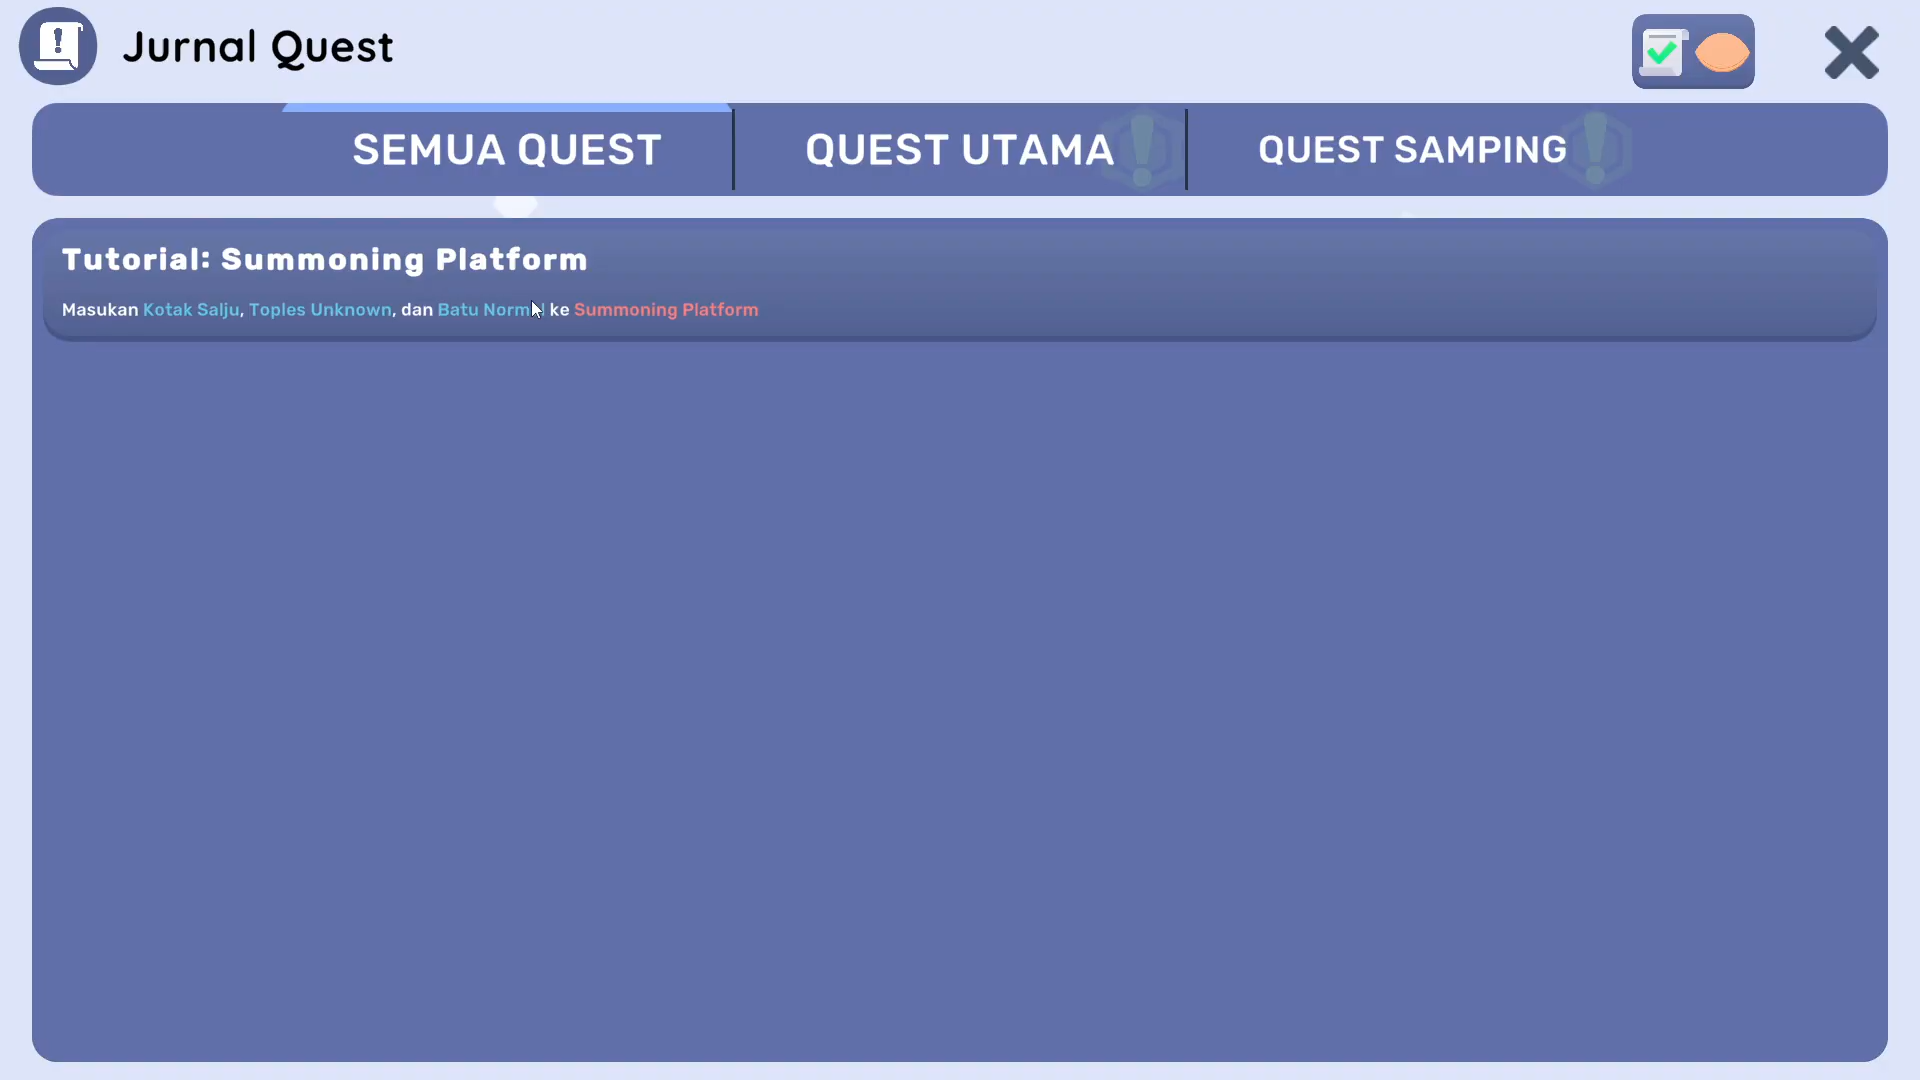 Jurnal Quest
SEMUA QUEST
QUEST UTAMA
QUEST SAMPING
Tutorial: Summoning Platform
Masukan Kotak Salju, Toples Unknown, dan Batu Normal ke Summoning Platform